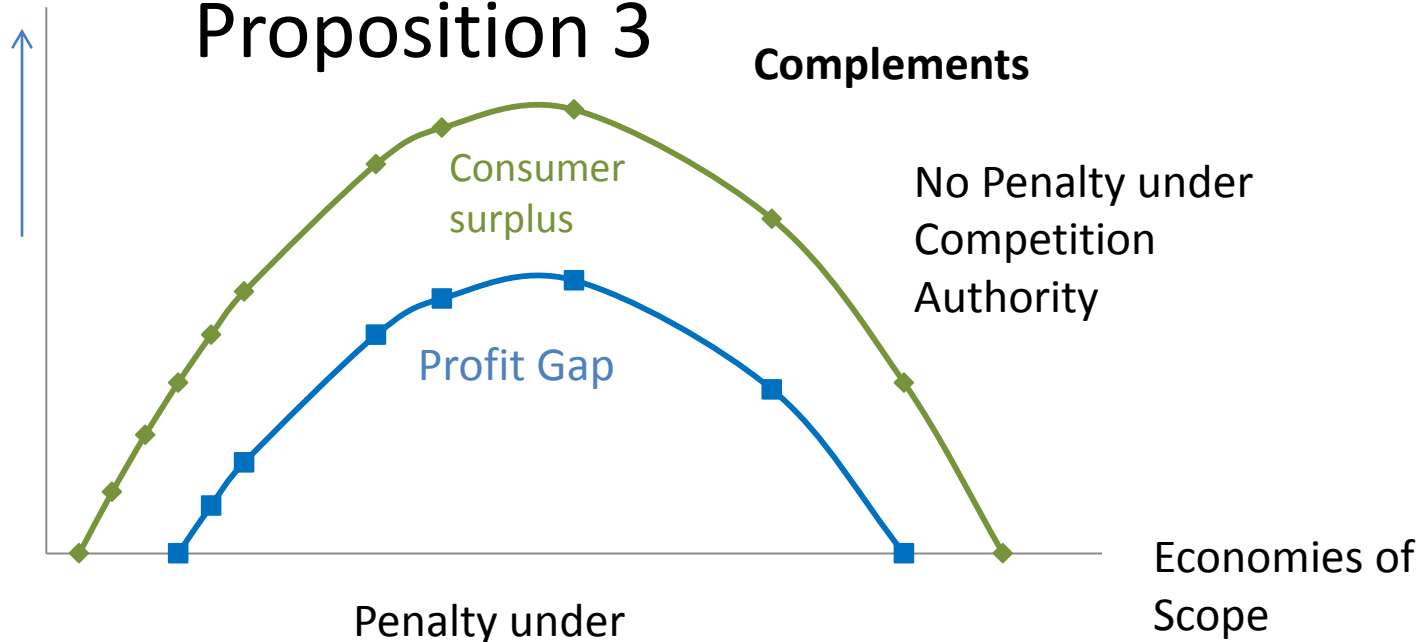 Proposition 3
Complements
Consumer
surplus
No Penalty under
Competition
Authority
Profit Gap
Economies of
Scope
Penalty under